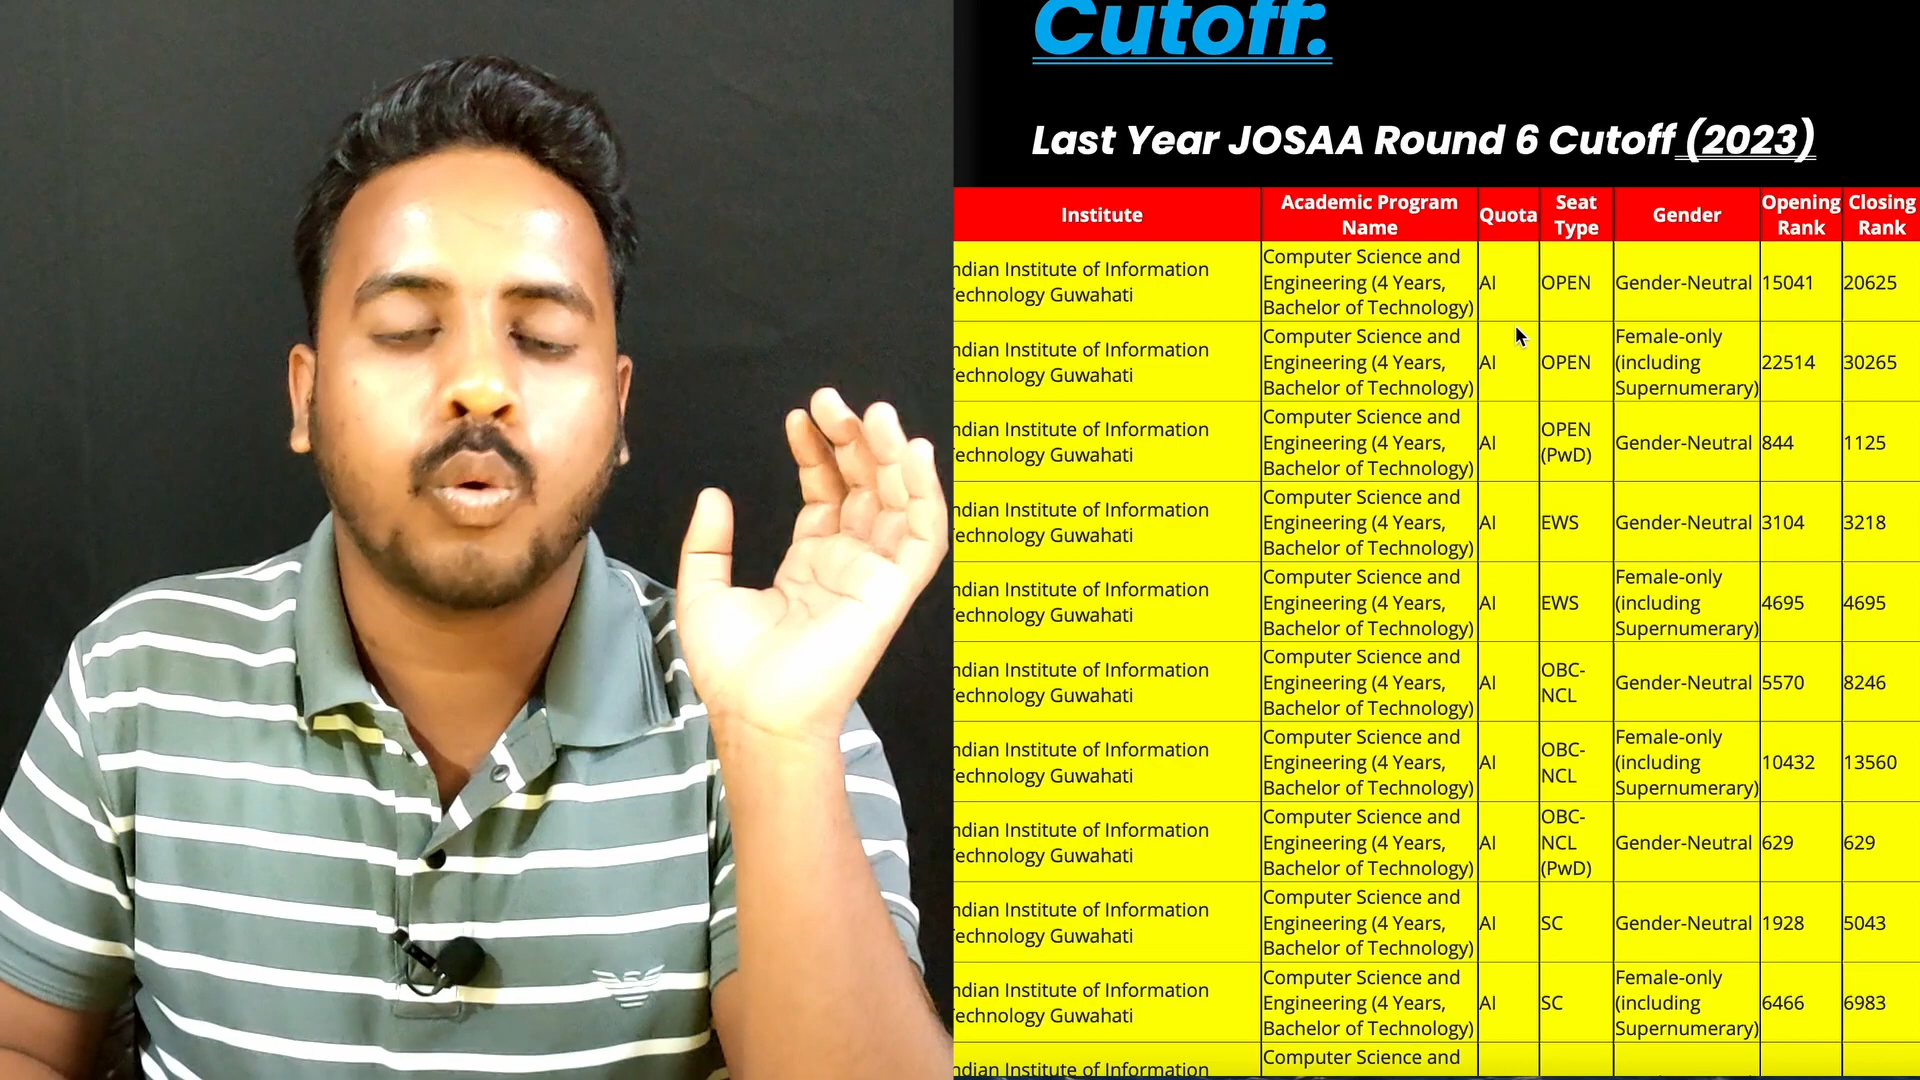 Cutoff:
Last Year JOSAA Round 6 Cutoff (2023)
Institute
Academic Program
Name
Quota
Seat
Type
Gender
Opening
Rank
Closing
Rank
ndian Institute of Information
echnology Guwahati
Computer Science and
Engineering (4 Years,
Bachelor of Technology)
AI
OPEN
Gender-Neutral
15041
20625
ndian Institute of Information
echnology Guwahati
Computer Science and
Engineering (4 Years,
Bachelor of Technology)
AI
OPEN
Female-only
(including
Supernumerary)
22514
30265
ndian Institute of Information
echnology Guwahati
Computer Science and
Engineering (4 Years,
Bachelor of Technology)
AI
OPEN
(PwD)
Gender-Neutral
844
1125
ndian Institute of Information
echnology Guwahati
Computer Science and
Engineering (4 Years,
Bachelor of Technology)
AI
EWS
Gender-Neutral
3104
3218
ndian Institute of Information
echnology Guwahati
Computer Science and
Engineering (4 Years,
Bachelor of Technology)
AI
EWS
Female-only
(including
Supernumerary)
4695
4695
ndian Institute of Information
echnology Guwahati
Computer Science and
Engineering (4 Years,
Bachelor of Technology)
AI
OBC-
NCL
Gender-Neutral
5570
8246
ndian Institute of Information
echnology Guwahati
Computer Science and
Engineering (4 Years,
Bachelor of Technology)
AI
OBC-
NCL
Female-only
(including
Supernumerary)
10432
13560
ndian Institute of Information
echnology Guwahati
Computer Science and
Engineering (4 Years,
Bachelor of Technology)
AI
OBC-
NCL
(PwD)
Gender-Neutral
629
629
ndian Institute of Information
echnology Guwahati
Computer Science and
Engineering (4 Years,
Bachelor of Technology)
AI
SC
Gender-Neutral
1928
5043
ndian Institute of Information
echnology Guwahati
Computer Science and
Engineering (4 Years,
Bachelor of Technology)
AI
SC
Female-only
(including
Supernumerary)
6466
6983
ndian Institute of Information
Computer Science and